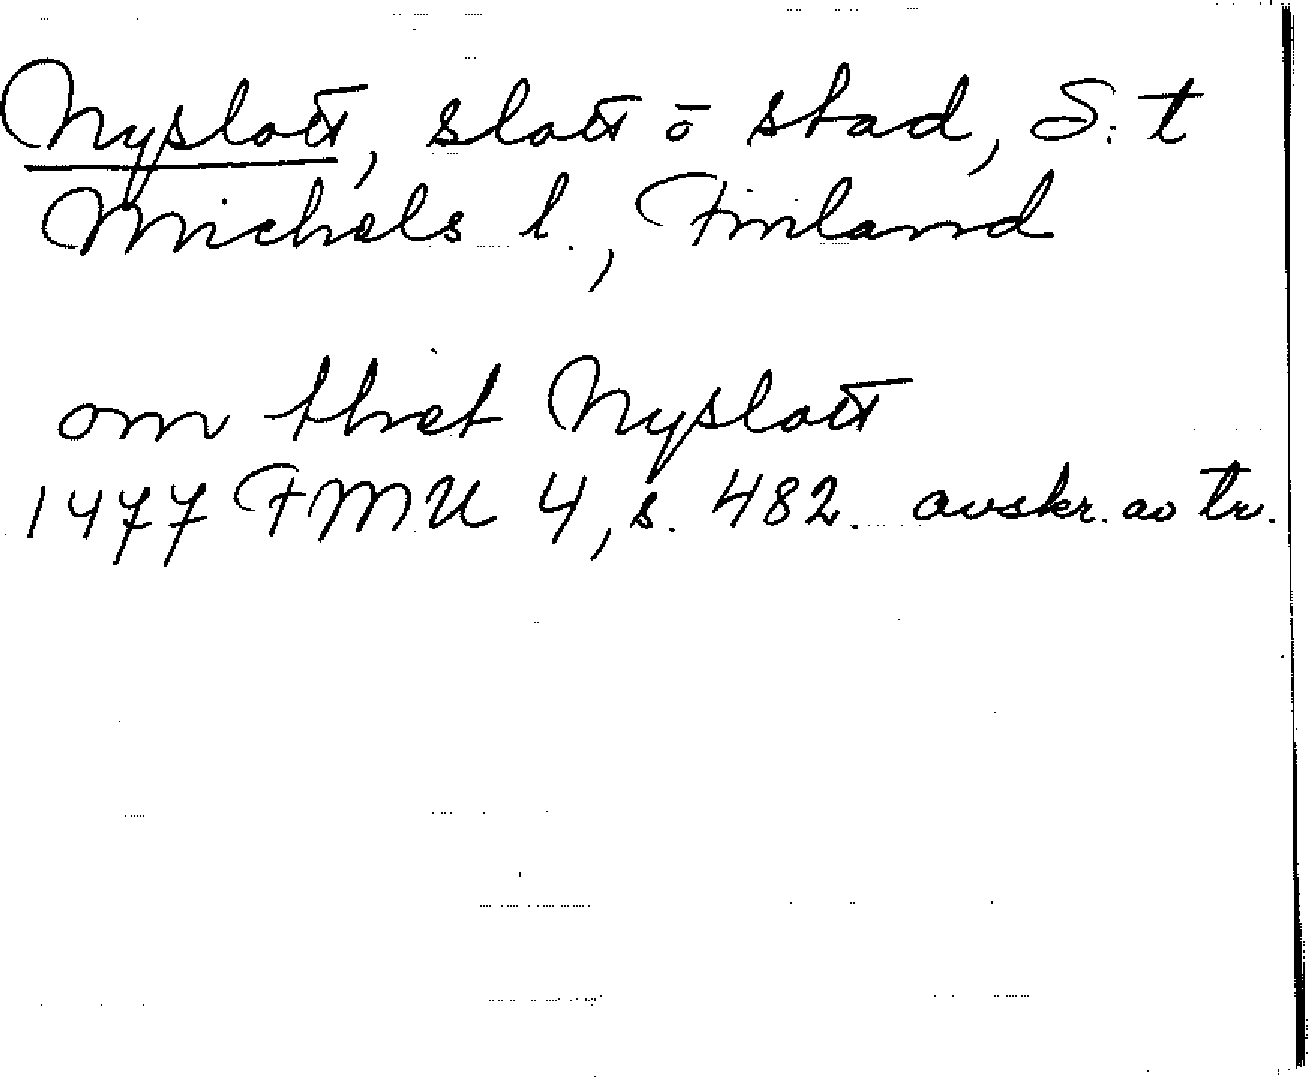 Nyslott, slott ō stad, S:t
Michels l., Finland
om thet Nyslott
1477 FMU 4, s. 482. avskr. av tr.